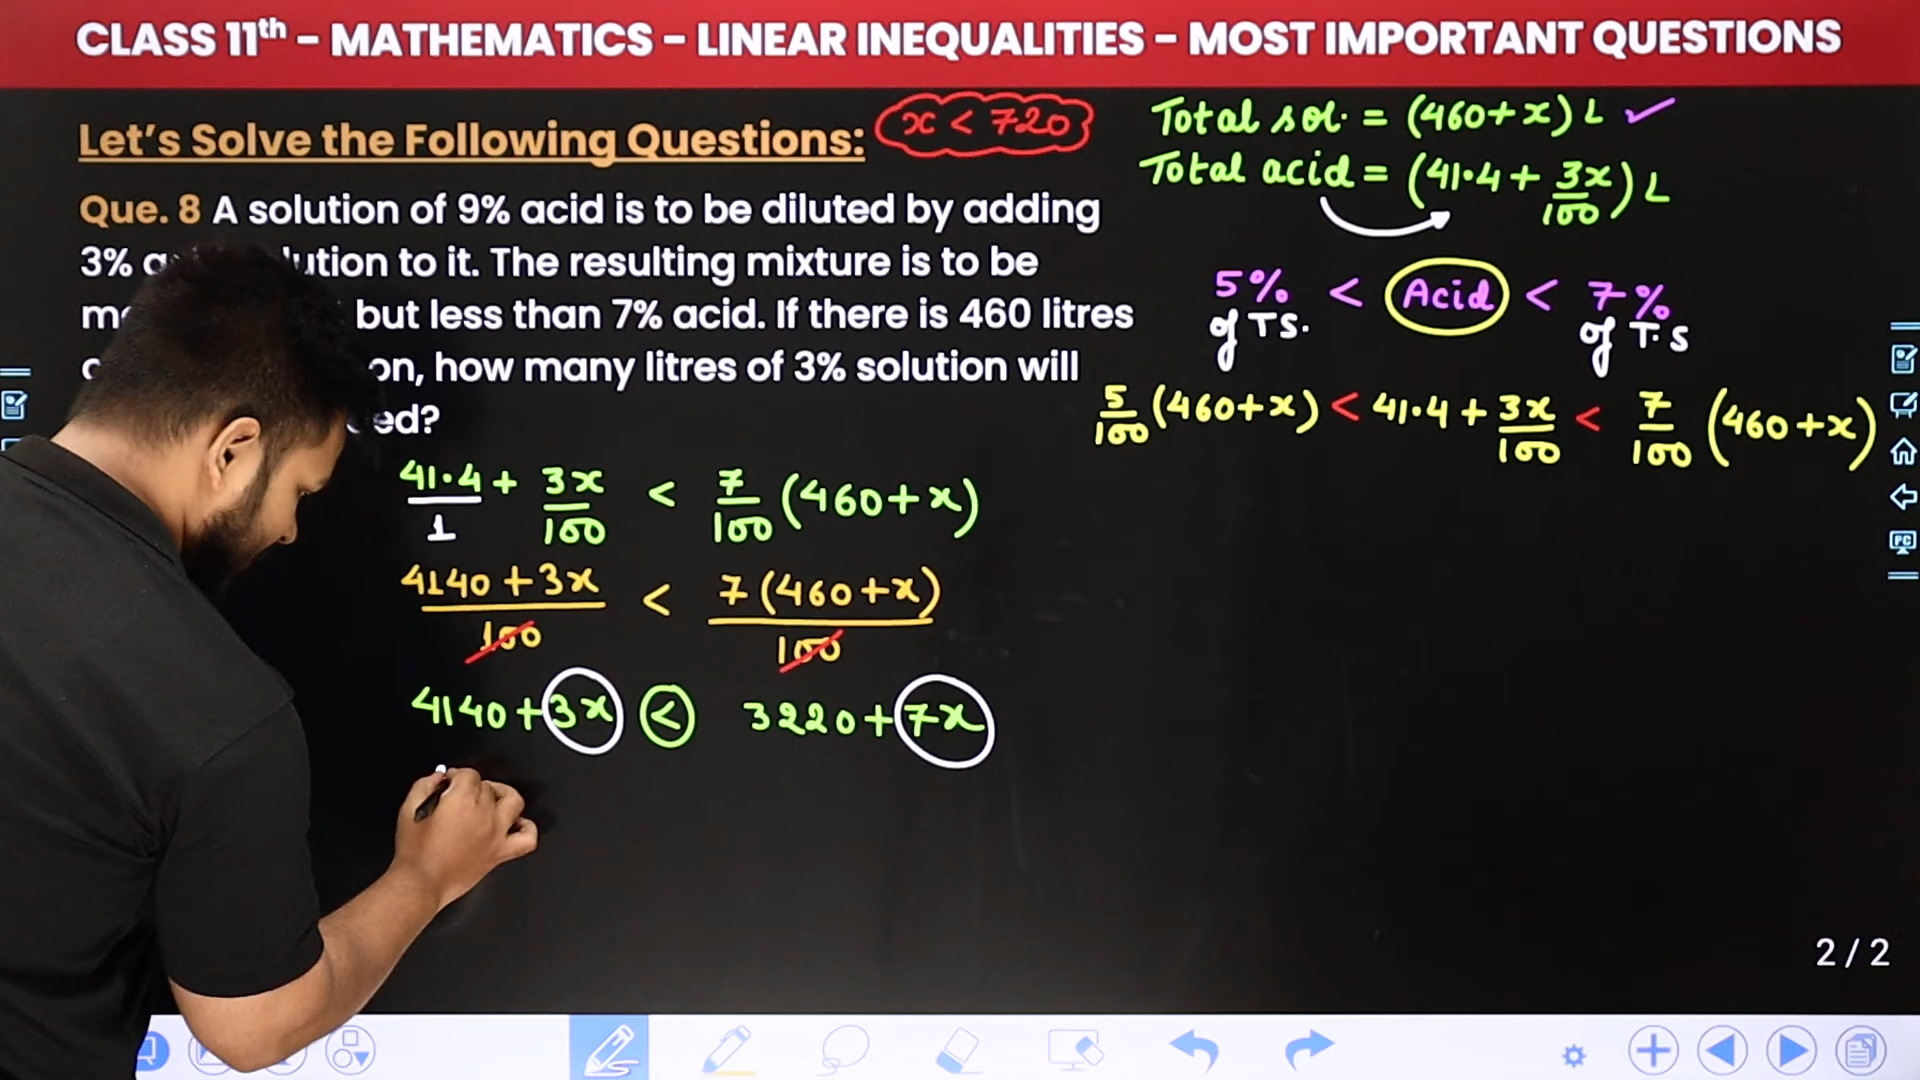 CLASS 11th - MATHEMATICS - LINEAR INEQUALITIES - MOST IMPORTANT QUESTIONS
Let's Solve the Following Questions:
x < 720
Que. 8 A solution of 9% acid is to be diluted by adding
3% lution to it. The resulting mixture is to be
but less than 7% acid. If there is 460 litres
on, how many litres of 3% solution will
ed?
41.4/1 + 3x/100 < 7/100 (460+x)
4140 + 3x/100 < 7(460+x)/100
4140 + 3x < 3220 + 7x
Total sol. = (460+x) L ✓
Total acid = (41.4 + 3x/100) L
5% < Acid < 7%
of T.S. of T.S
5/100 (460+x) < 41.4 + 3x/100 < 7/100 (460+x)
PC
2 / 2